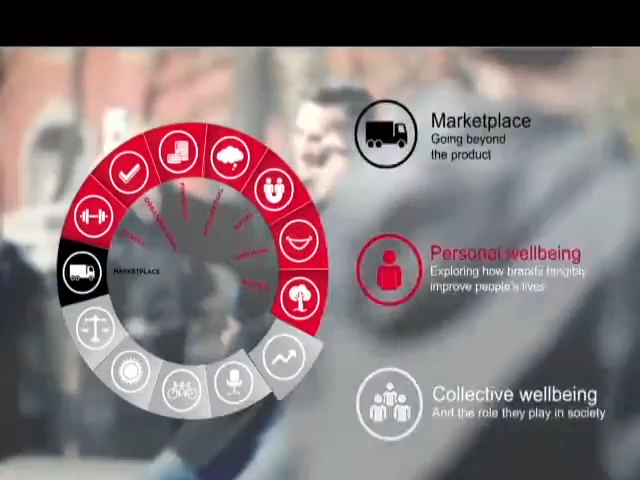 Marketplace
Going beyond
the product
MARKETPLACE
Personal wellbeing
Exploring how brands tangibly
improve people's lives
Collective wellbeing
And the role they play in society